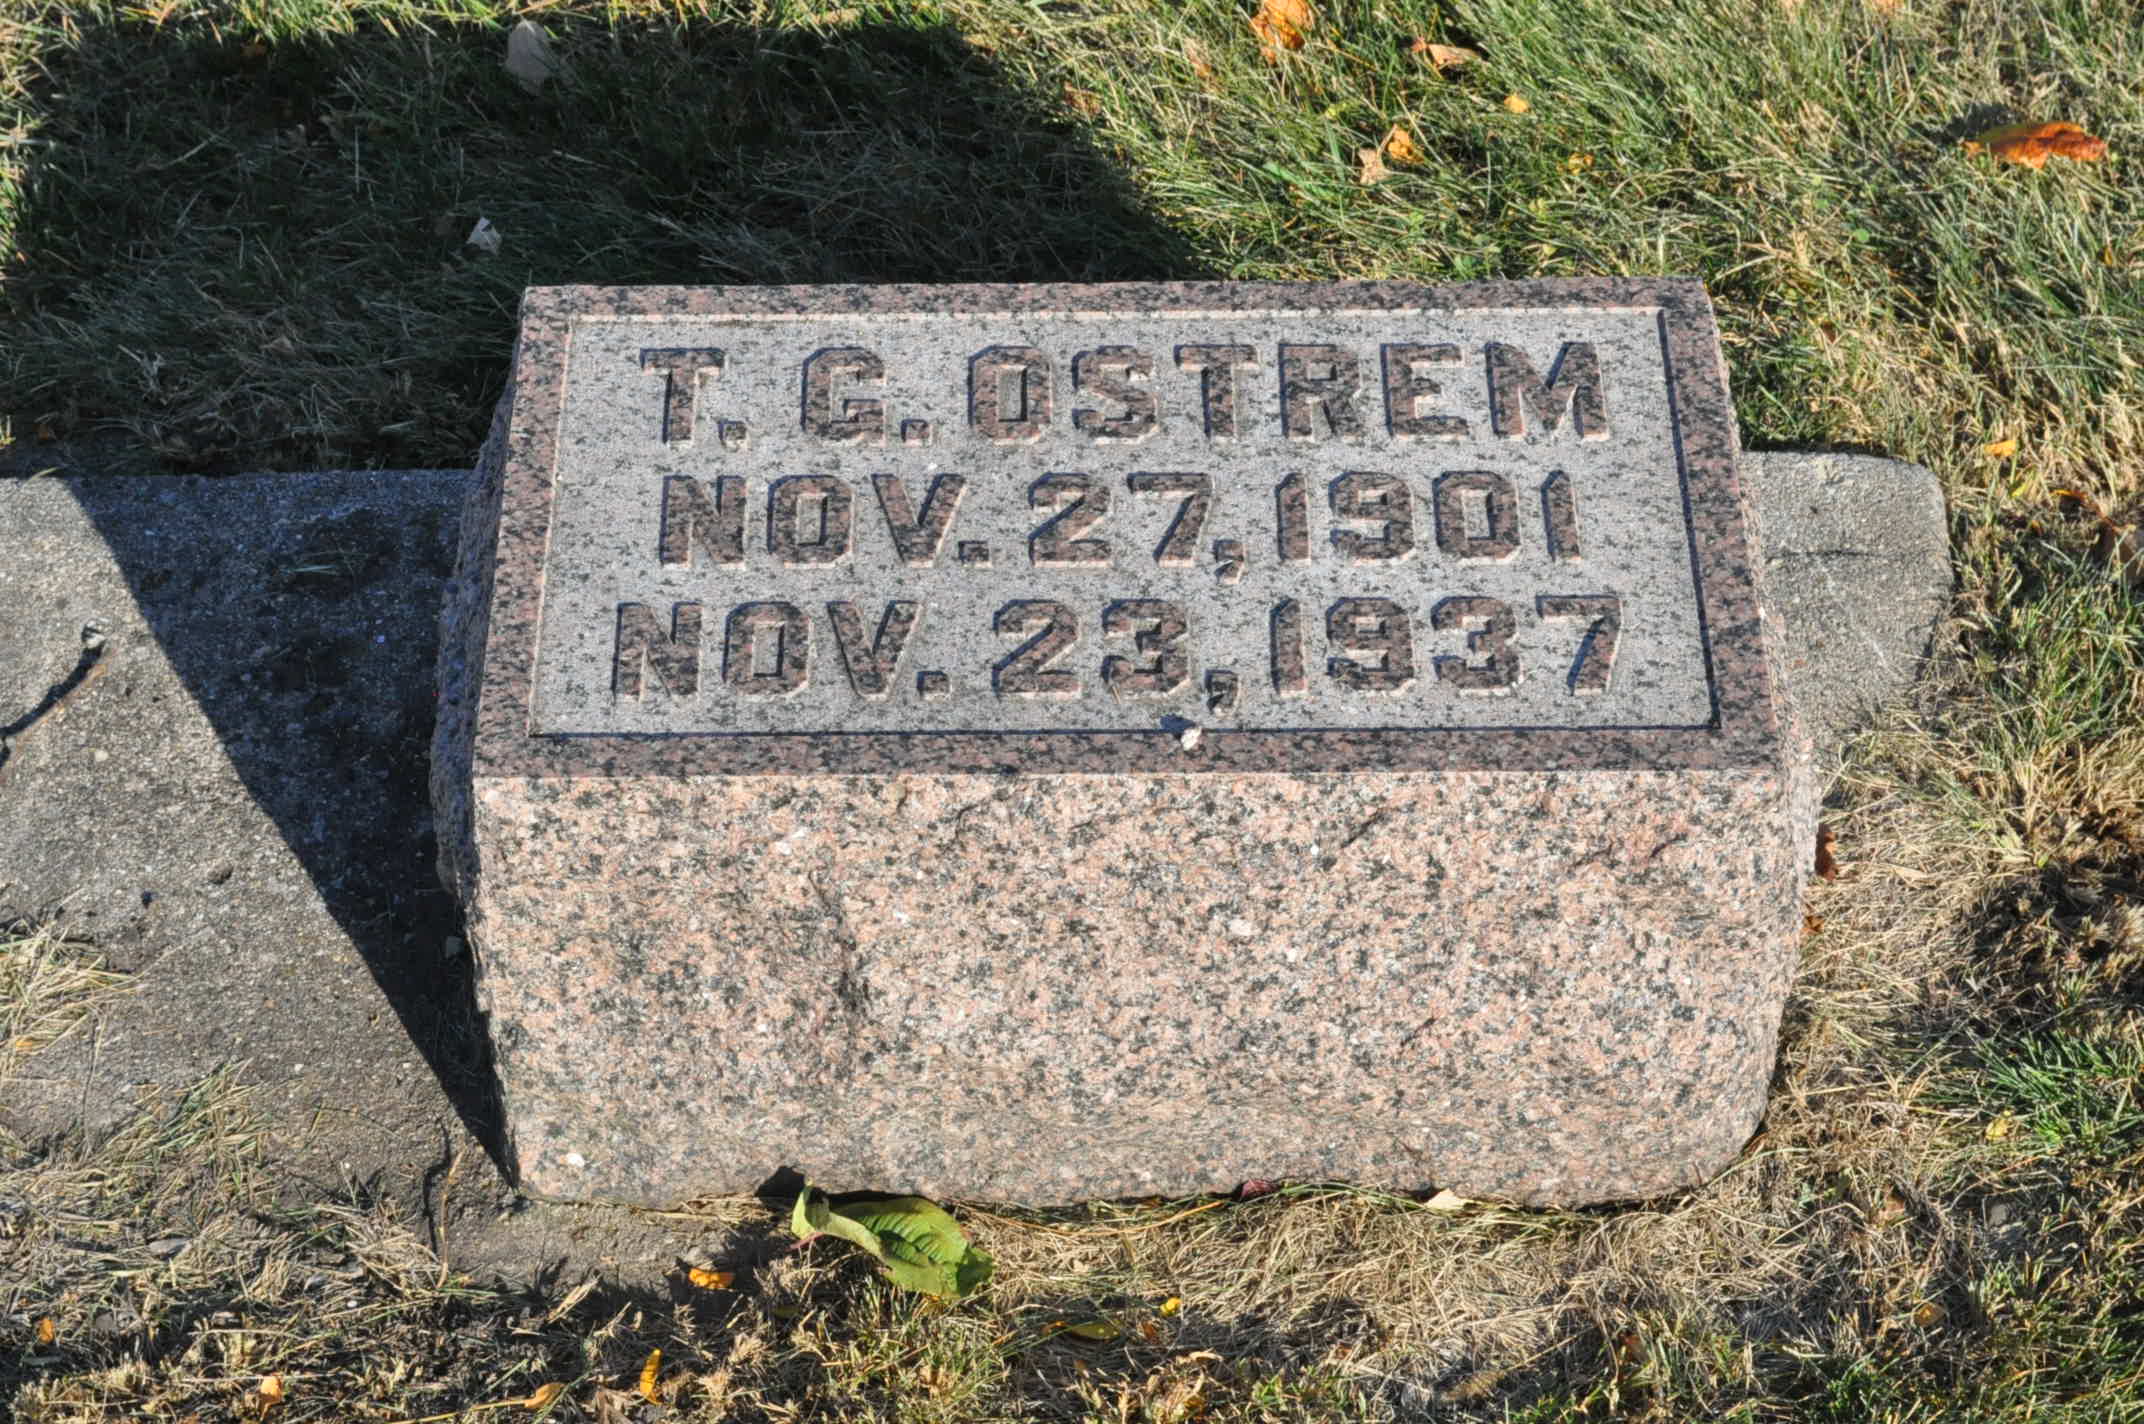 T. G. OSTREM
NOV. 27, 1901
NOV. 23, 1937